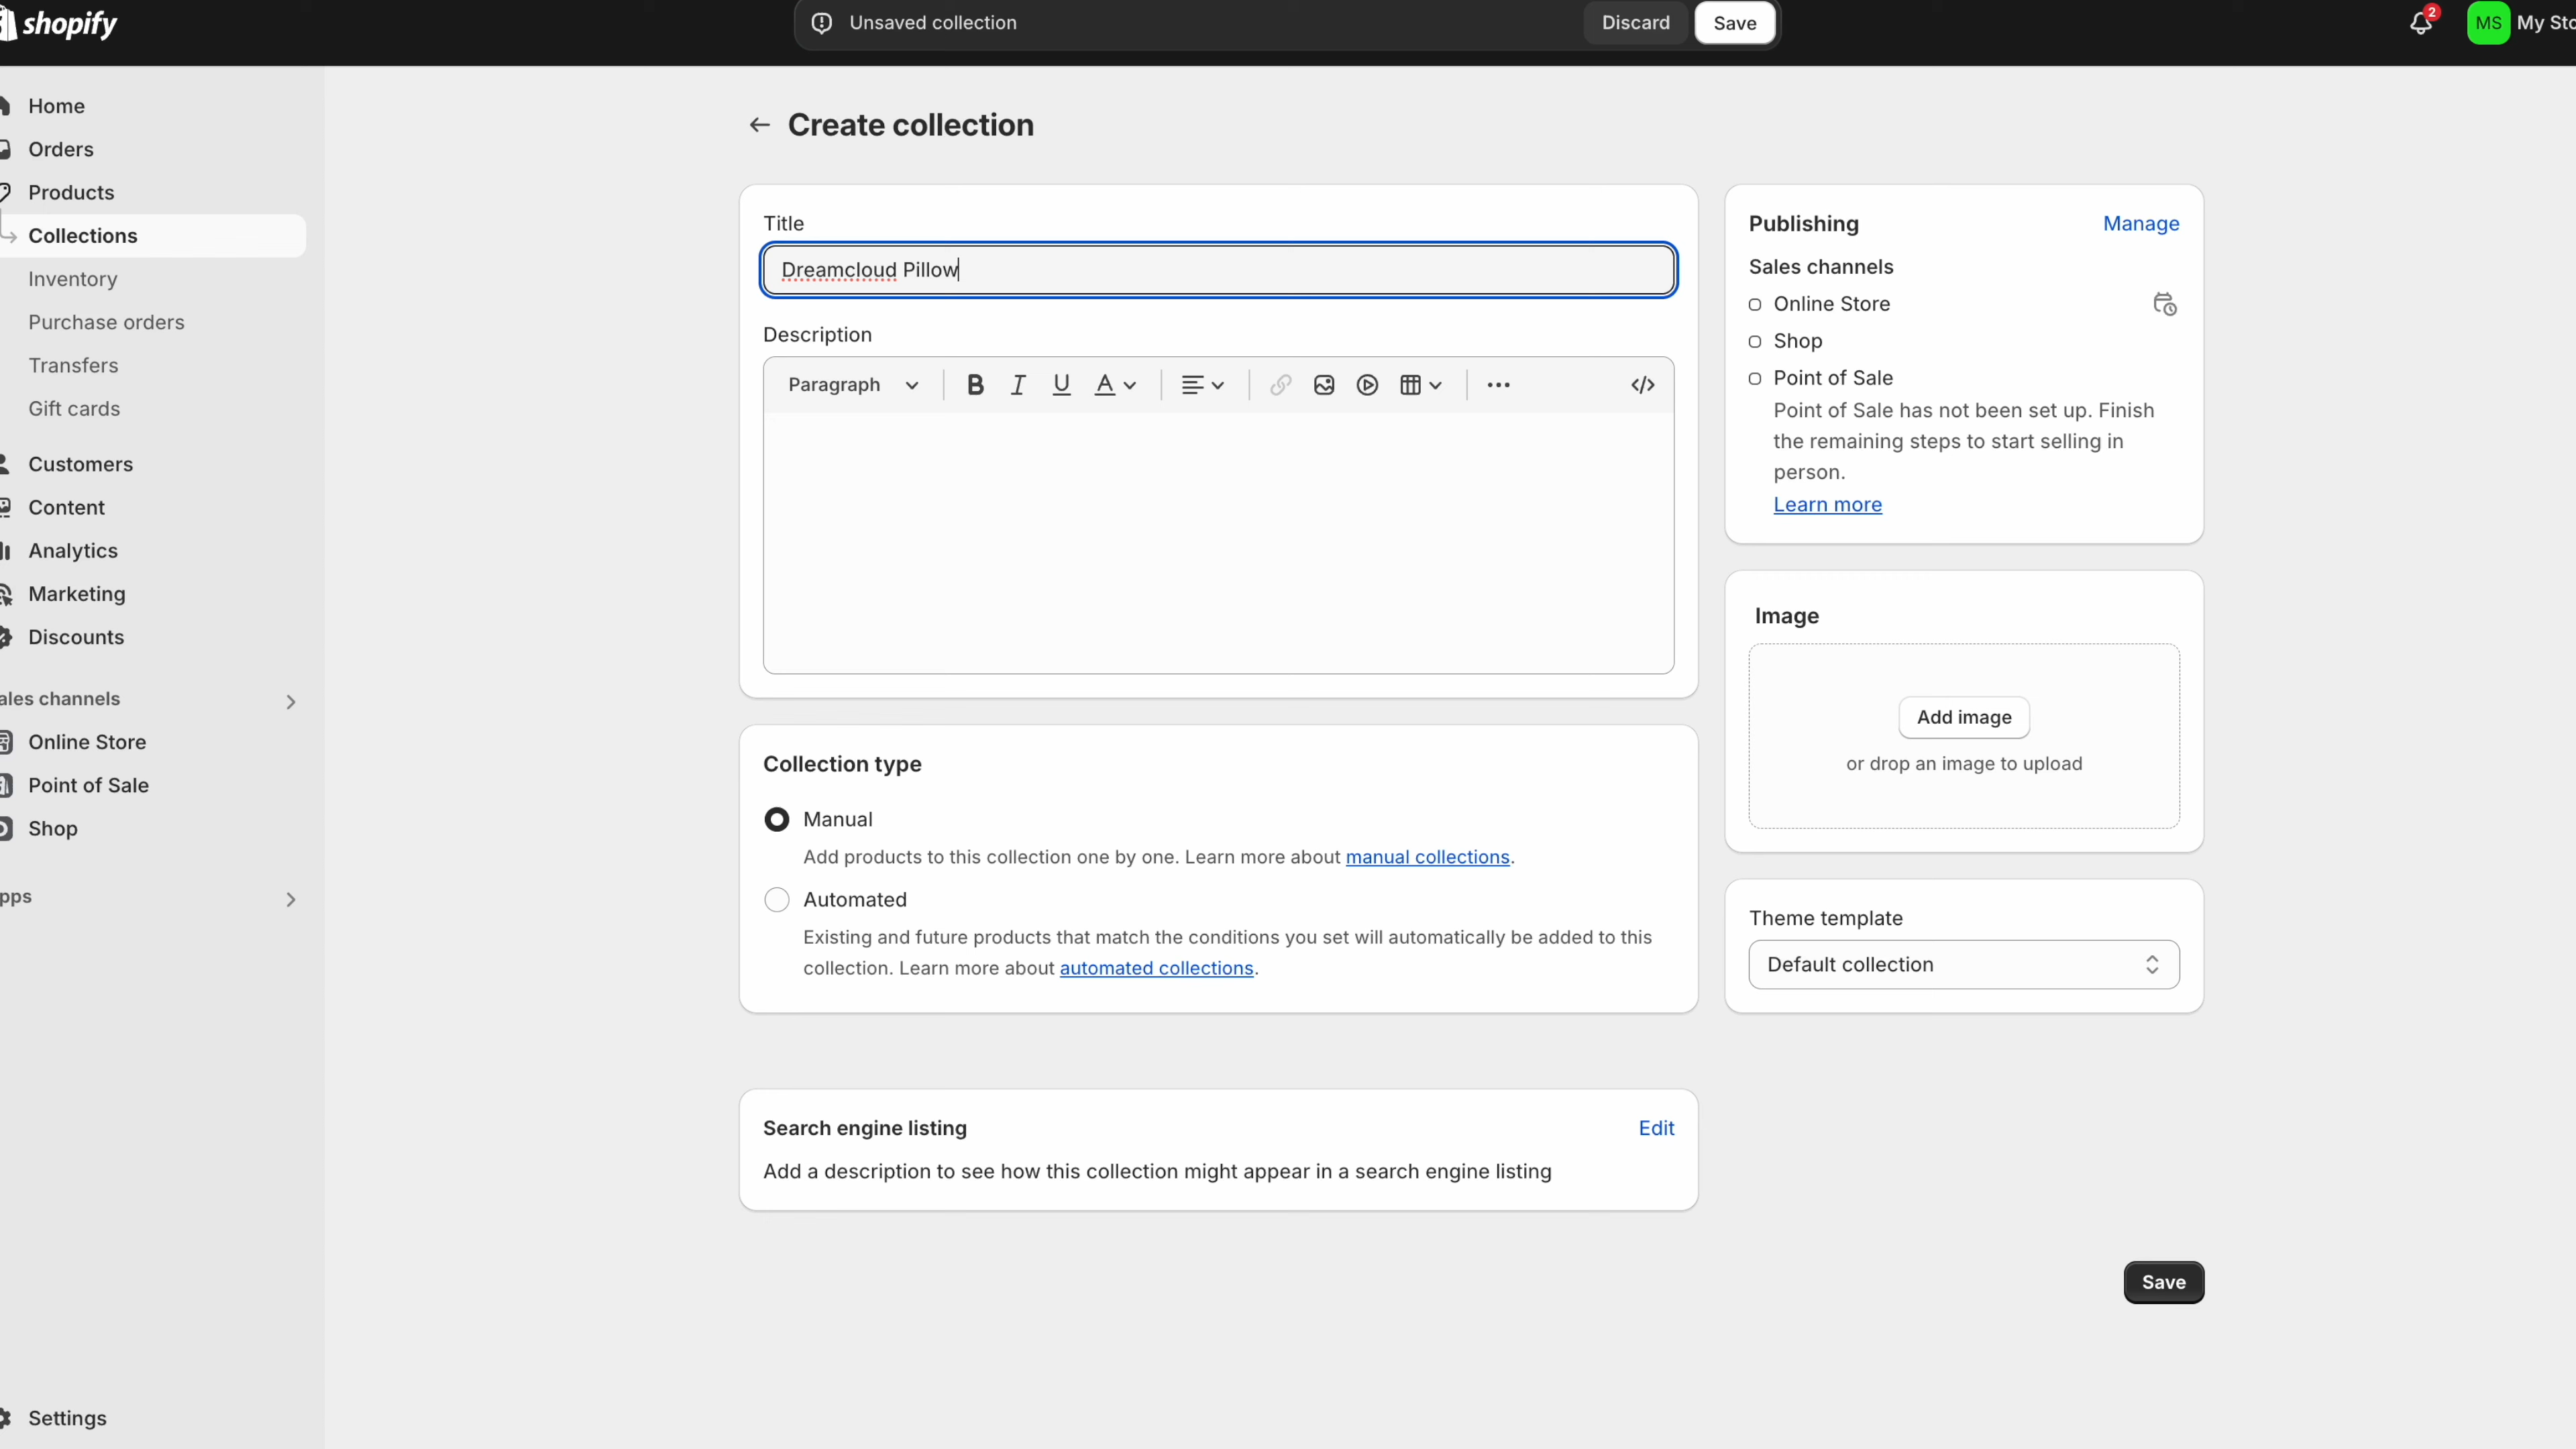 shopify
Unsaved collection
Discard
Save
2
MS
My Sto
Home
Orders
Products
Collections
Inventory
Purchase orders
Transfers
Gift cards
Customers
Content
Analytics
Marketing
Discounts
ales channels
Online Store
Point of Sale
Shop
pps
Settings
Create collection
Title
Dreamcloud Pillow
Description
Paragraph
B I U A
Collection type
Manual
Add products to this collection one by one. Learn more about manual collections.
Automated
Existing and future products that match the conditions you set will automatically be added to this
collection. Learn more about automated collections.
Search engine listing
Edit
Add a description to see how this collection might appear in a search engine listing
Publishing
Manage
Sales channels
Online Store
Shop
Point of Sale
Point of Sale has not been set up. Finish
the remaining steps to start selling in
person.
Learn more
Image
Add image
or drop an image to upload
Theme template
Default collection
Save